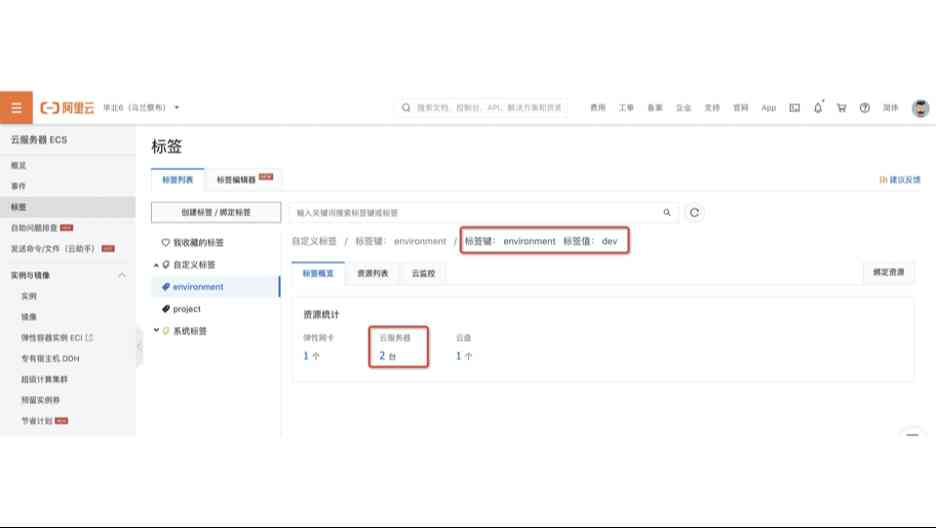 阿里云 华北6（乌兰察布）
搜索文档、控制台、API、解决方案和资源
费用 工单 备案 企业 支持 官网 App 简体
云服务器 ECS
概览
事件
标签
自助问题排查 NEW
发送命令/文件（云助手） HOT
实例与镜像
实例
镜像
弹性容器实例 ECI
专有宿主机 DDH
超级计算集群
预留实例券
节省计划 NEW
标签
标签列表 标签编辑器 NEW
建议反馈
创建标签 / 绑定标签
输入关键词搜索标签键或标签
我收藏的标签
自定义标签
environment
project
系统标签
自定义标签 / 标签键： environment / 标签键： environment 标签值： dev
标签概览 资源列表 云监控
绑定资源
资源统计
弹性网卡 云服务器 云盘
1 个 2 台 1 个